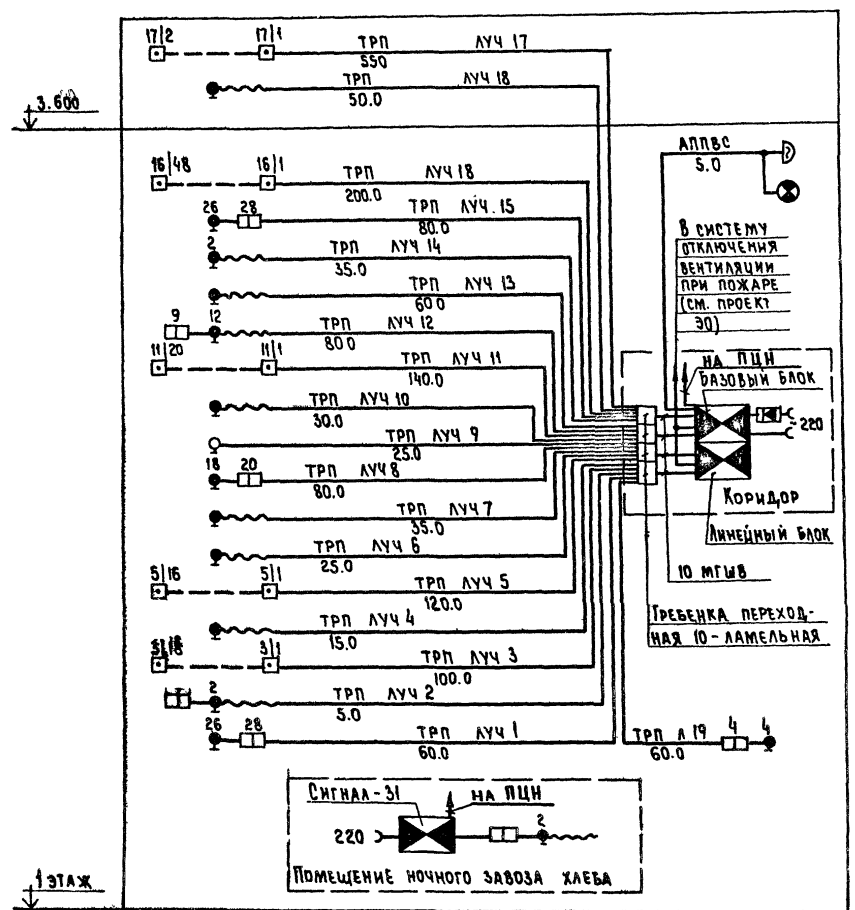 17/2 17/1 ТРП ЛУЧ 17
550
ТРП ЛУЧ 18
50.0
3.600
АППВС
5.0
16/48 16/1 ТРП ЛУЧ 18
200.0
26 28 ТРП ЛУЧ. 15
80.0
2 ТРП ЛУЧ 14
35.0
ТРП ЛУЧ 13
60.0
9 12 ТРП ЛУЧ 12
80.0
11/20 11/1 ТРП ЛУЧ 11
140.0
ТРП ЛУЧ 10
30.0
ТРП ЛУЧ 9
25.0
18 20 ТРП ЛУЧ 8
80.0
ТРП ЛУЧ 7
35.0
ТРП ЛУЧ 6
25.0
5/16 5/1 ТРП ЛУЧ 5
120.0
ТРП ЛУЧ 4
15.0
3/1 ТРП ЛУЧ 3
100.0
2 ТРП ЛУЧ 2
5.0
26 28 ТРП ЛУЧ 1
60.0
В СИСТЕМУ
ОТКЛЮЧЕНИЯ
ВЕНТИЛЯЦИИ
ПРИ ПОЖАРЕ
(СМ. ПРОЕКТ
ЭО)
НА ПЦН
БАЗОВЫЙ БЛОК
~220
КОРИДОР
ЛИНЕЙНЫЙ БЛОК
10 МГШВ
ГРЕБЕНКА ПЕРЕХОД-
НАЯ 10-ЛАМЕЛЬНАЯ
ТРП Л 19 4 4
60.0
СИГНАЛ-31 НА ПЦН
220 2
ПОМЕЩЕНИЕ НОЧНОГО ЗАВОЗА ХЛЕБА
1 ЭТАЖ